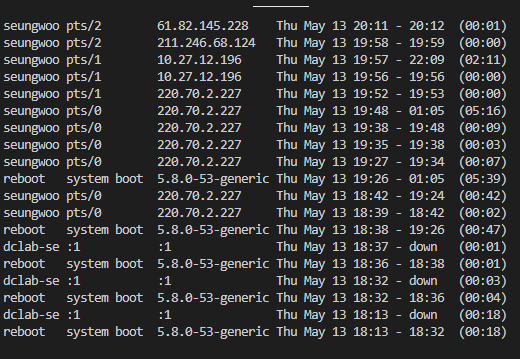 seungwoo pts/2        61.82.145.228    Thu May 13 20:11 - 20:12  (00:01)
seungwoo pts/2        211.246.68.124   Thu May 13 19:58 - 19:59  (00:00)
seungwoo pts/1        10.27.12.196     Thu May 13 19:57 - 22:09  (02:11)
seungwoo pts/1        10.27.12.196     Thu May 13 19:56 - 19:56  (00:00)
seungwoo pts/1        220.70.2.227     Thu May 13 19:52 - 19:53  (00:00)
seungwoo pts/0        220.70.2.227     Thu May 13 19:48 - 01:05  (05:16)
seungwoo pts/0        220.70.2.227     Thu May 13 19:38 - 19:48  (00:09)
seungwoo pts/0        220.70.2.227     Thu May 13 19:35 - 19:38  (00:03)
seungwoo pts/0        220.70.2.227     Thu May 13 19:27 - 19:34  (00:07)
reboot   system boot  5.8.0-53-generic Thu May 13 19:26 - 01:05  (05:39)
seungwoo pts/0        220.70.2.227     Thu May 13 18:42 - 19:24  (00:42)
seungwoo pts/0        220.70.2.227     Thu May 13 18:39 - 18:42  (00:02)
reboot   system boot  5.8.0-53-generic Thu May 13 18:38 - 19:26  (00:47)
dclab-se :1           :1               Thu May 13 18:37 - down   (00:01)
reboot   system boot  5.8.0-53-generic Thu May 13 18:36 - 18:38  (00:01)
dclab-se :1           :1               Thu May 13 18:32 - down   (00:03)
reboot   system boot  5.8.0-53-generic Thu May 13 18:32 - 18:36  (00:04)
dclab-se :1           :1               Thu May 13 18:13 - down   (00:18)
reboot   system boot  5.8.0-53-generic Thu May 13 18:13 - 18:32  (00:18)